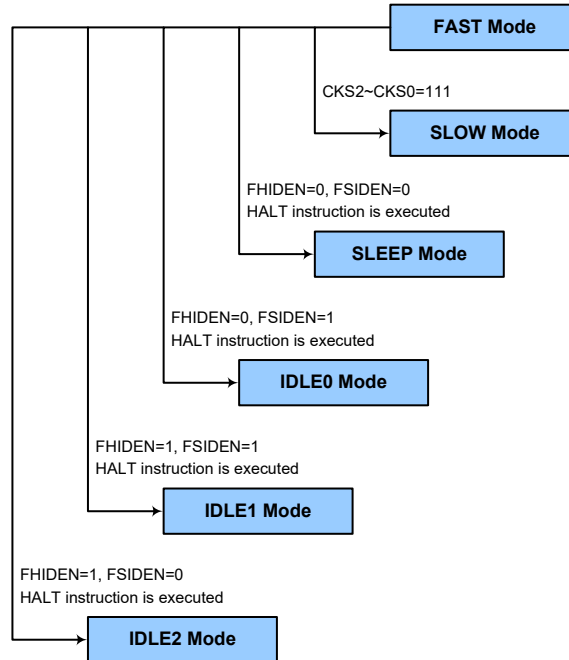 FAST Mode
CKS2~CKS0=111
SLOW Mode
FHIDEN=0, FSIDEN=0
HALT instruction is executed
SLEEP Mode
FHIDEN=0, FSIDEN=1
HALT instruction is executed
IDLE0 Mode
FHIDEN=1, FSIDEN=1
HALT instruction is executed
IDLE1 Mode
FHIDEN=1, FSIDEN=0
HALT instruction is executed
IDLE2 Mode